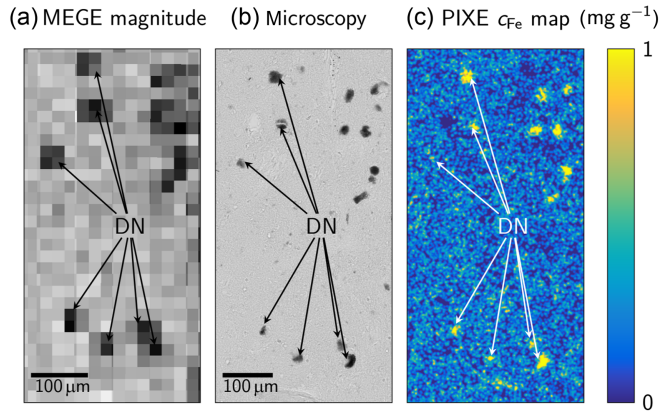 (a) MEGE magnitude (b) Microscopy (c) PIXE cFe map (mg g⁻¹)
1
DN DN DN
100 μm 100 μm
0